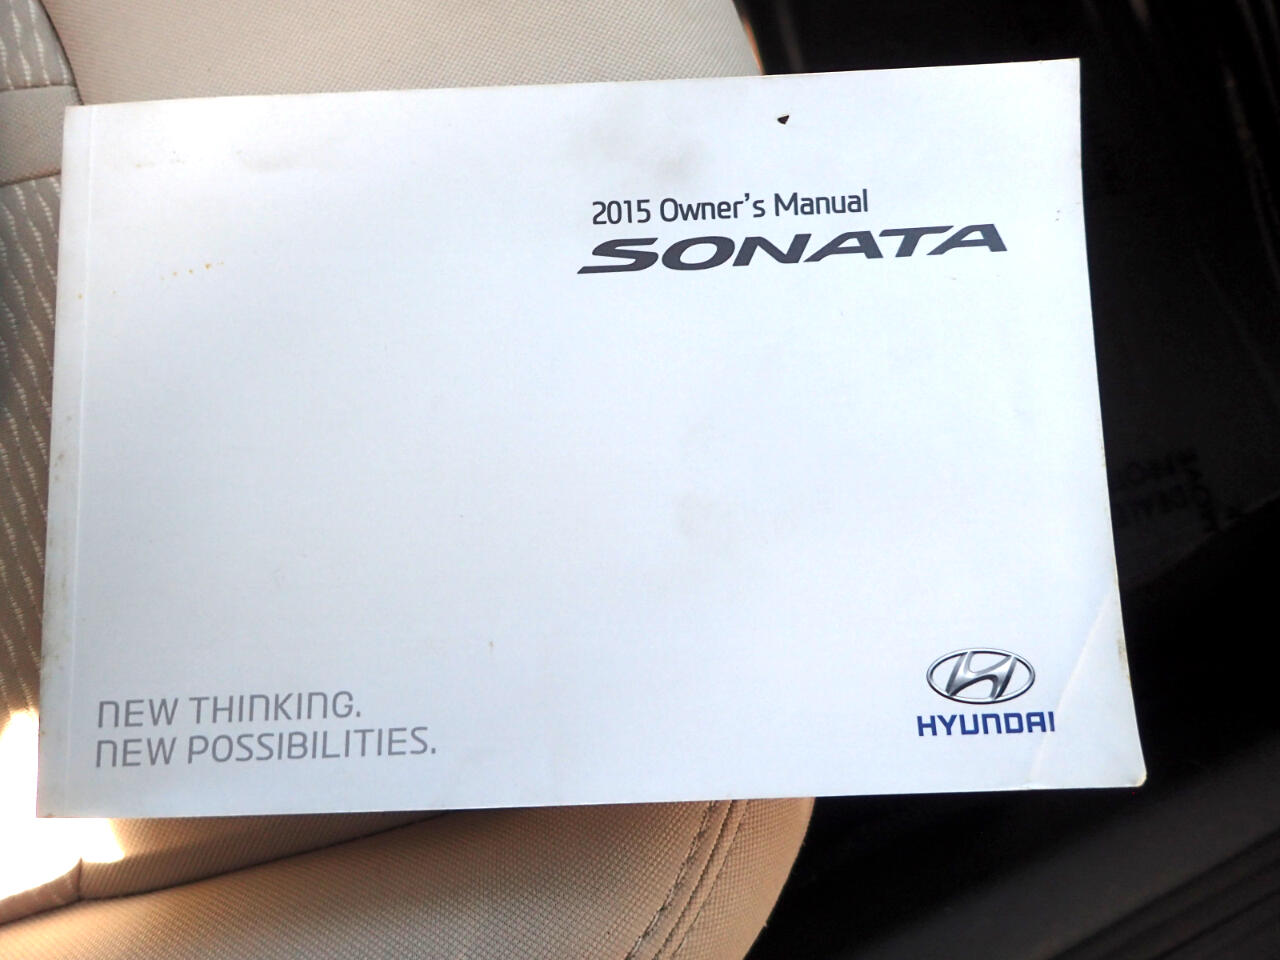 2015 Owner's Manual
SONATA
NEW THINKING.
NEW POSSIBILITIES.
HYUNDAI